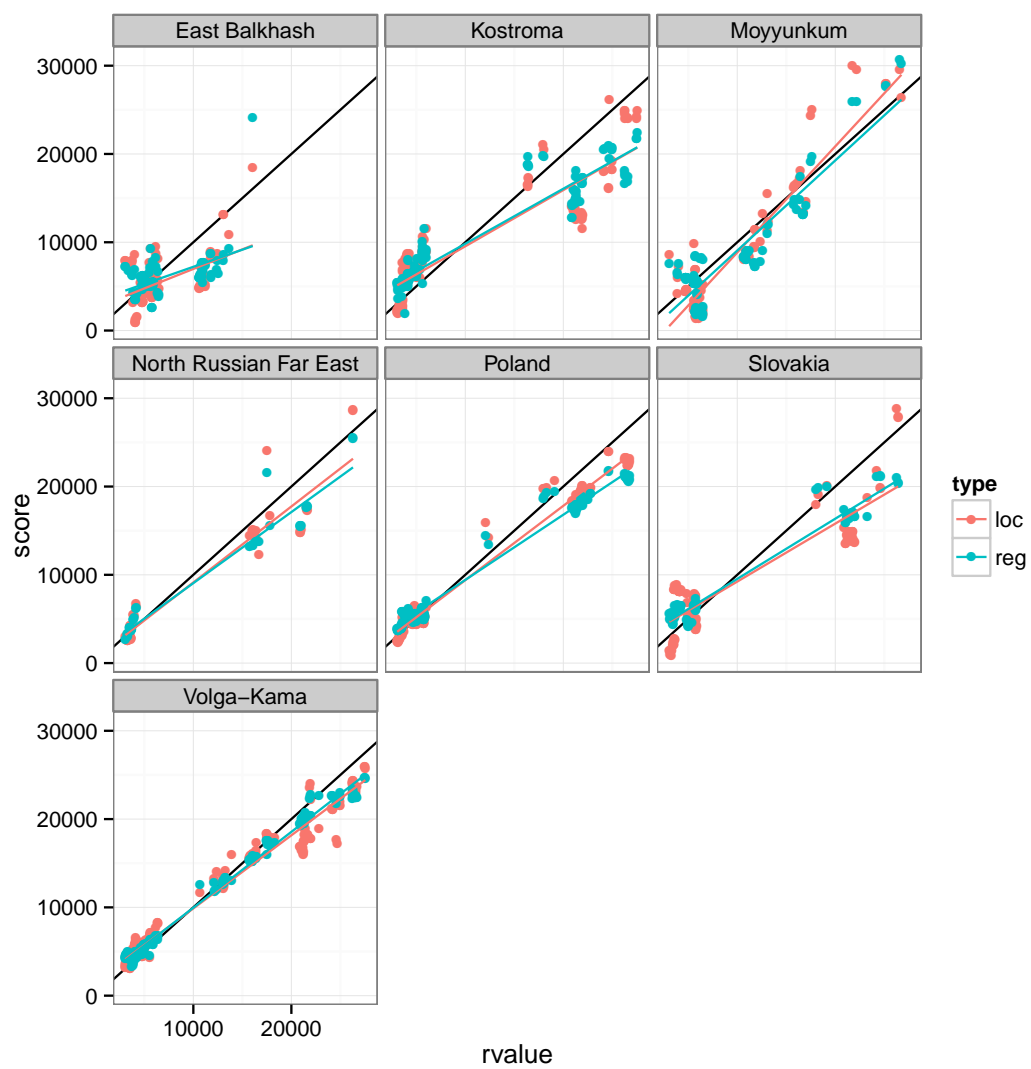 East Balkhash Kostroma Moyyunkum
30000
20000
10000
0
North Russian Far East Poland Slovakia
30000
20000
10000
0
score
type
loc
reg
Volga−Kama
30000
20000
10000
0
10000 20000
rvalue